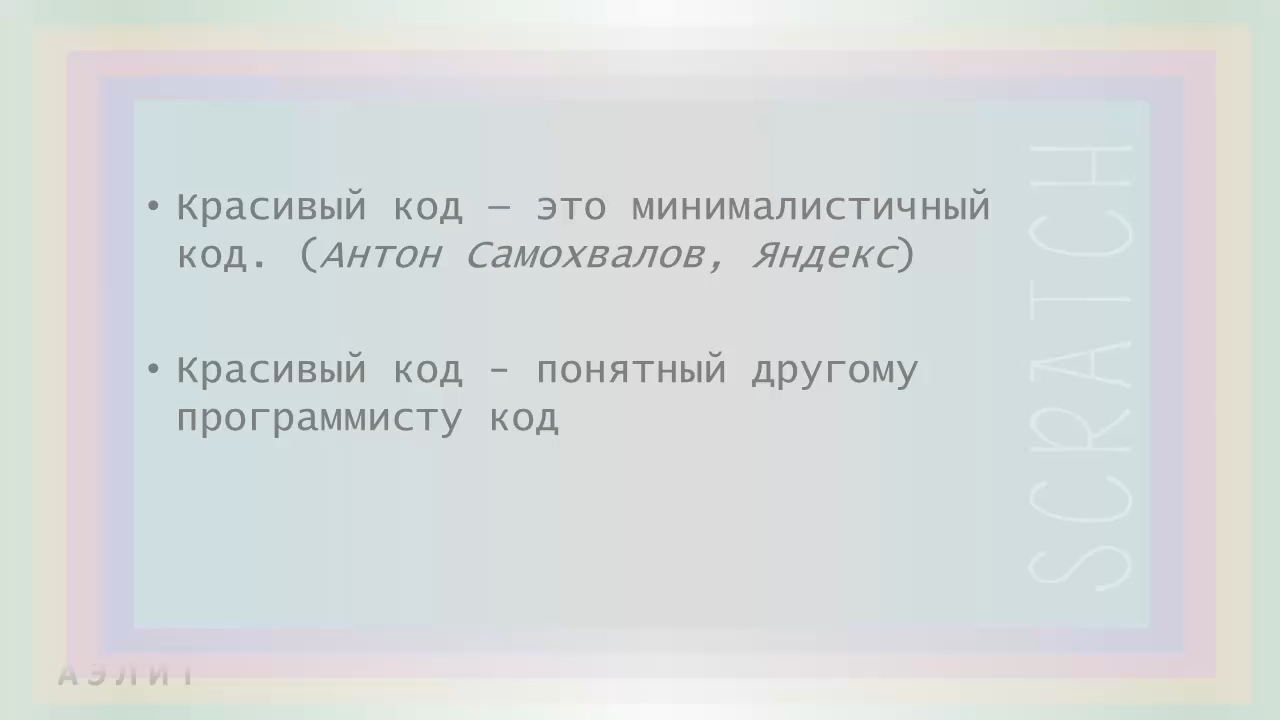 • Красивый код — это минималистичный
код. (Антон Самохвалов, Яндекс)
• Красивый код - понятный другому
программисту код
SCRATCH
АЭЛИТ